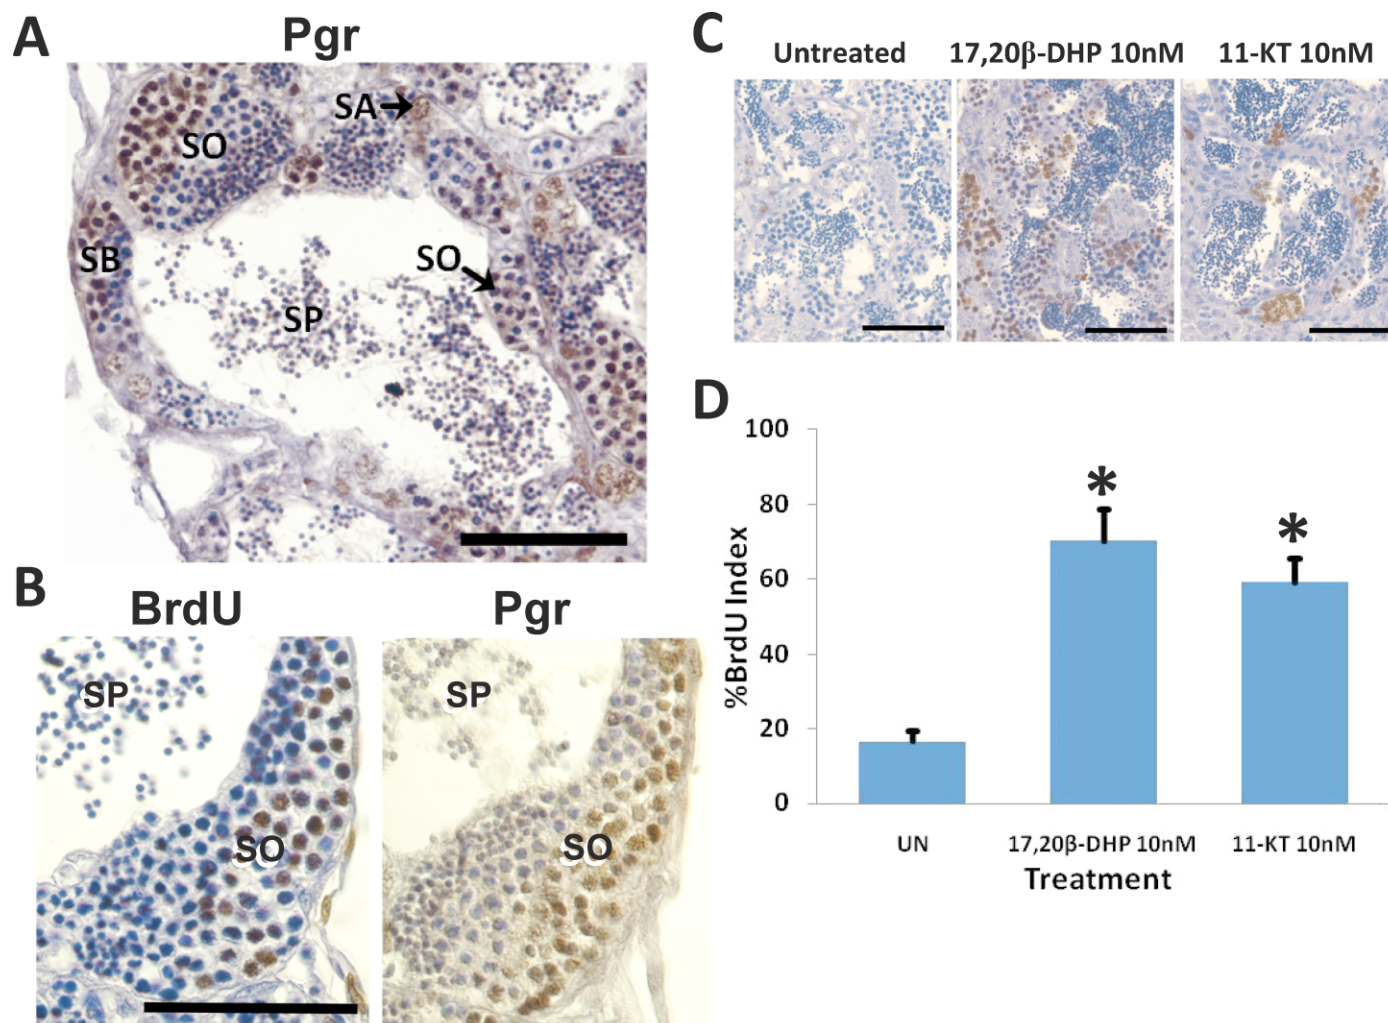 A
Pgr
SA
SO
SB
SO
SP
B
BrdU
Pgr
SP
SO
SP
SO
C
Untreated
17,20β-DHP 10nM
11-KT 10nM
D
%BrdU Index
100
80
60
40
20
0
*
*
UN
17,20β-DHP 10nM
11-KT 10nM
Treatment